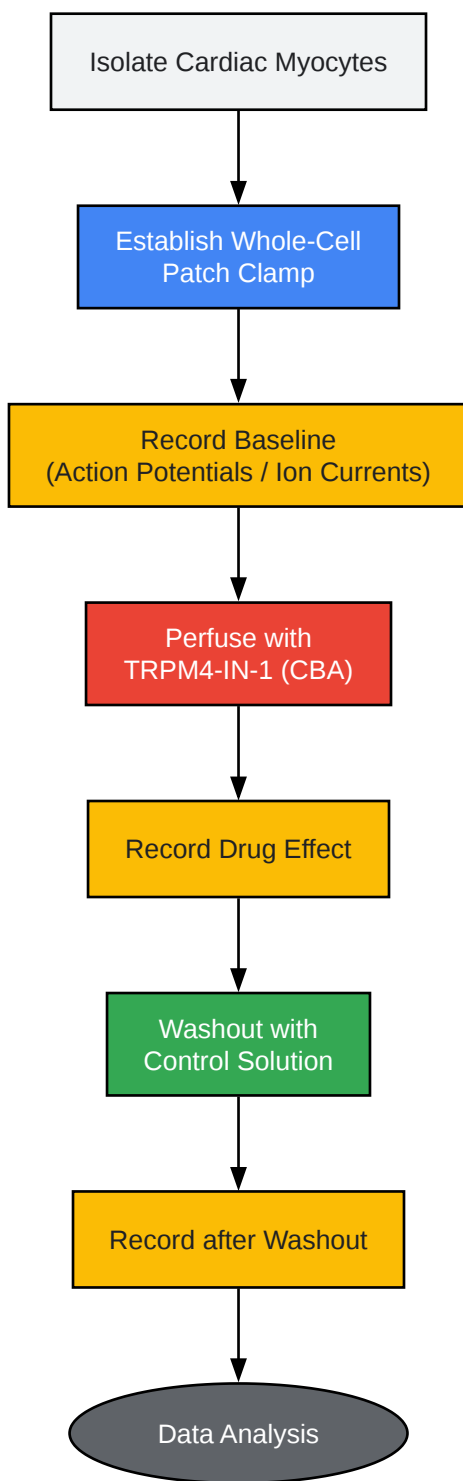 Isolate Cardiac Myocytes
Establish Whole-Cell
Patch Clamp
Record Baseline
(Action Potentials / Ion Currents)
Perfuse with
TRPM4-IN-1 (CBA)
Record Drug Effect
Washout with
Control Solution
Record after Washout
Data Analysis